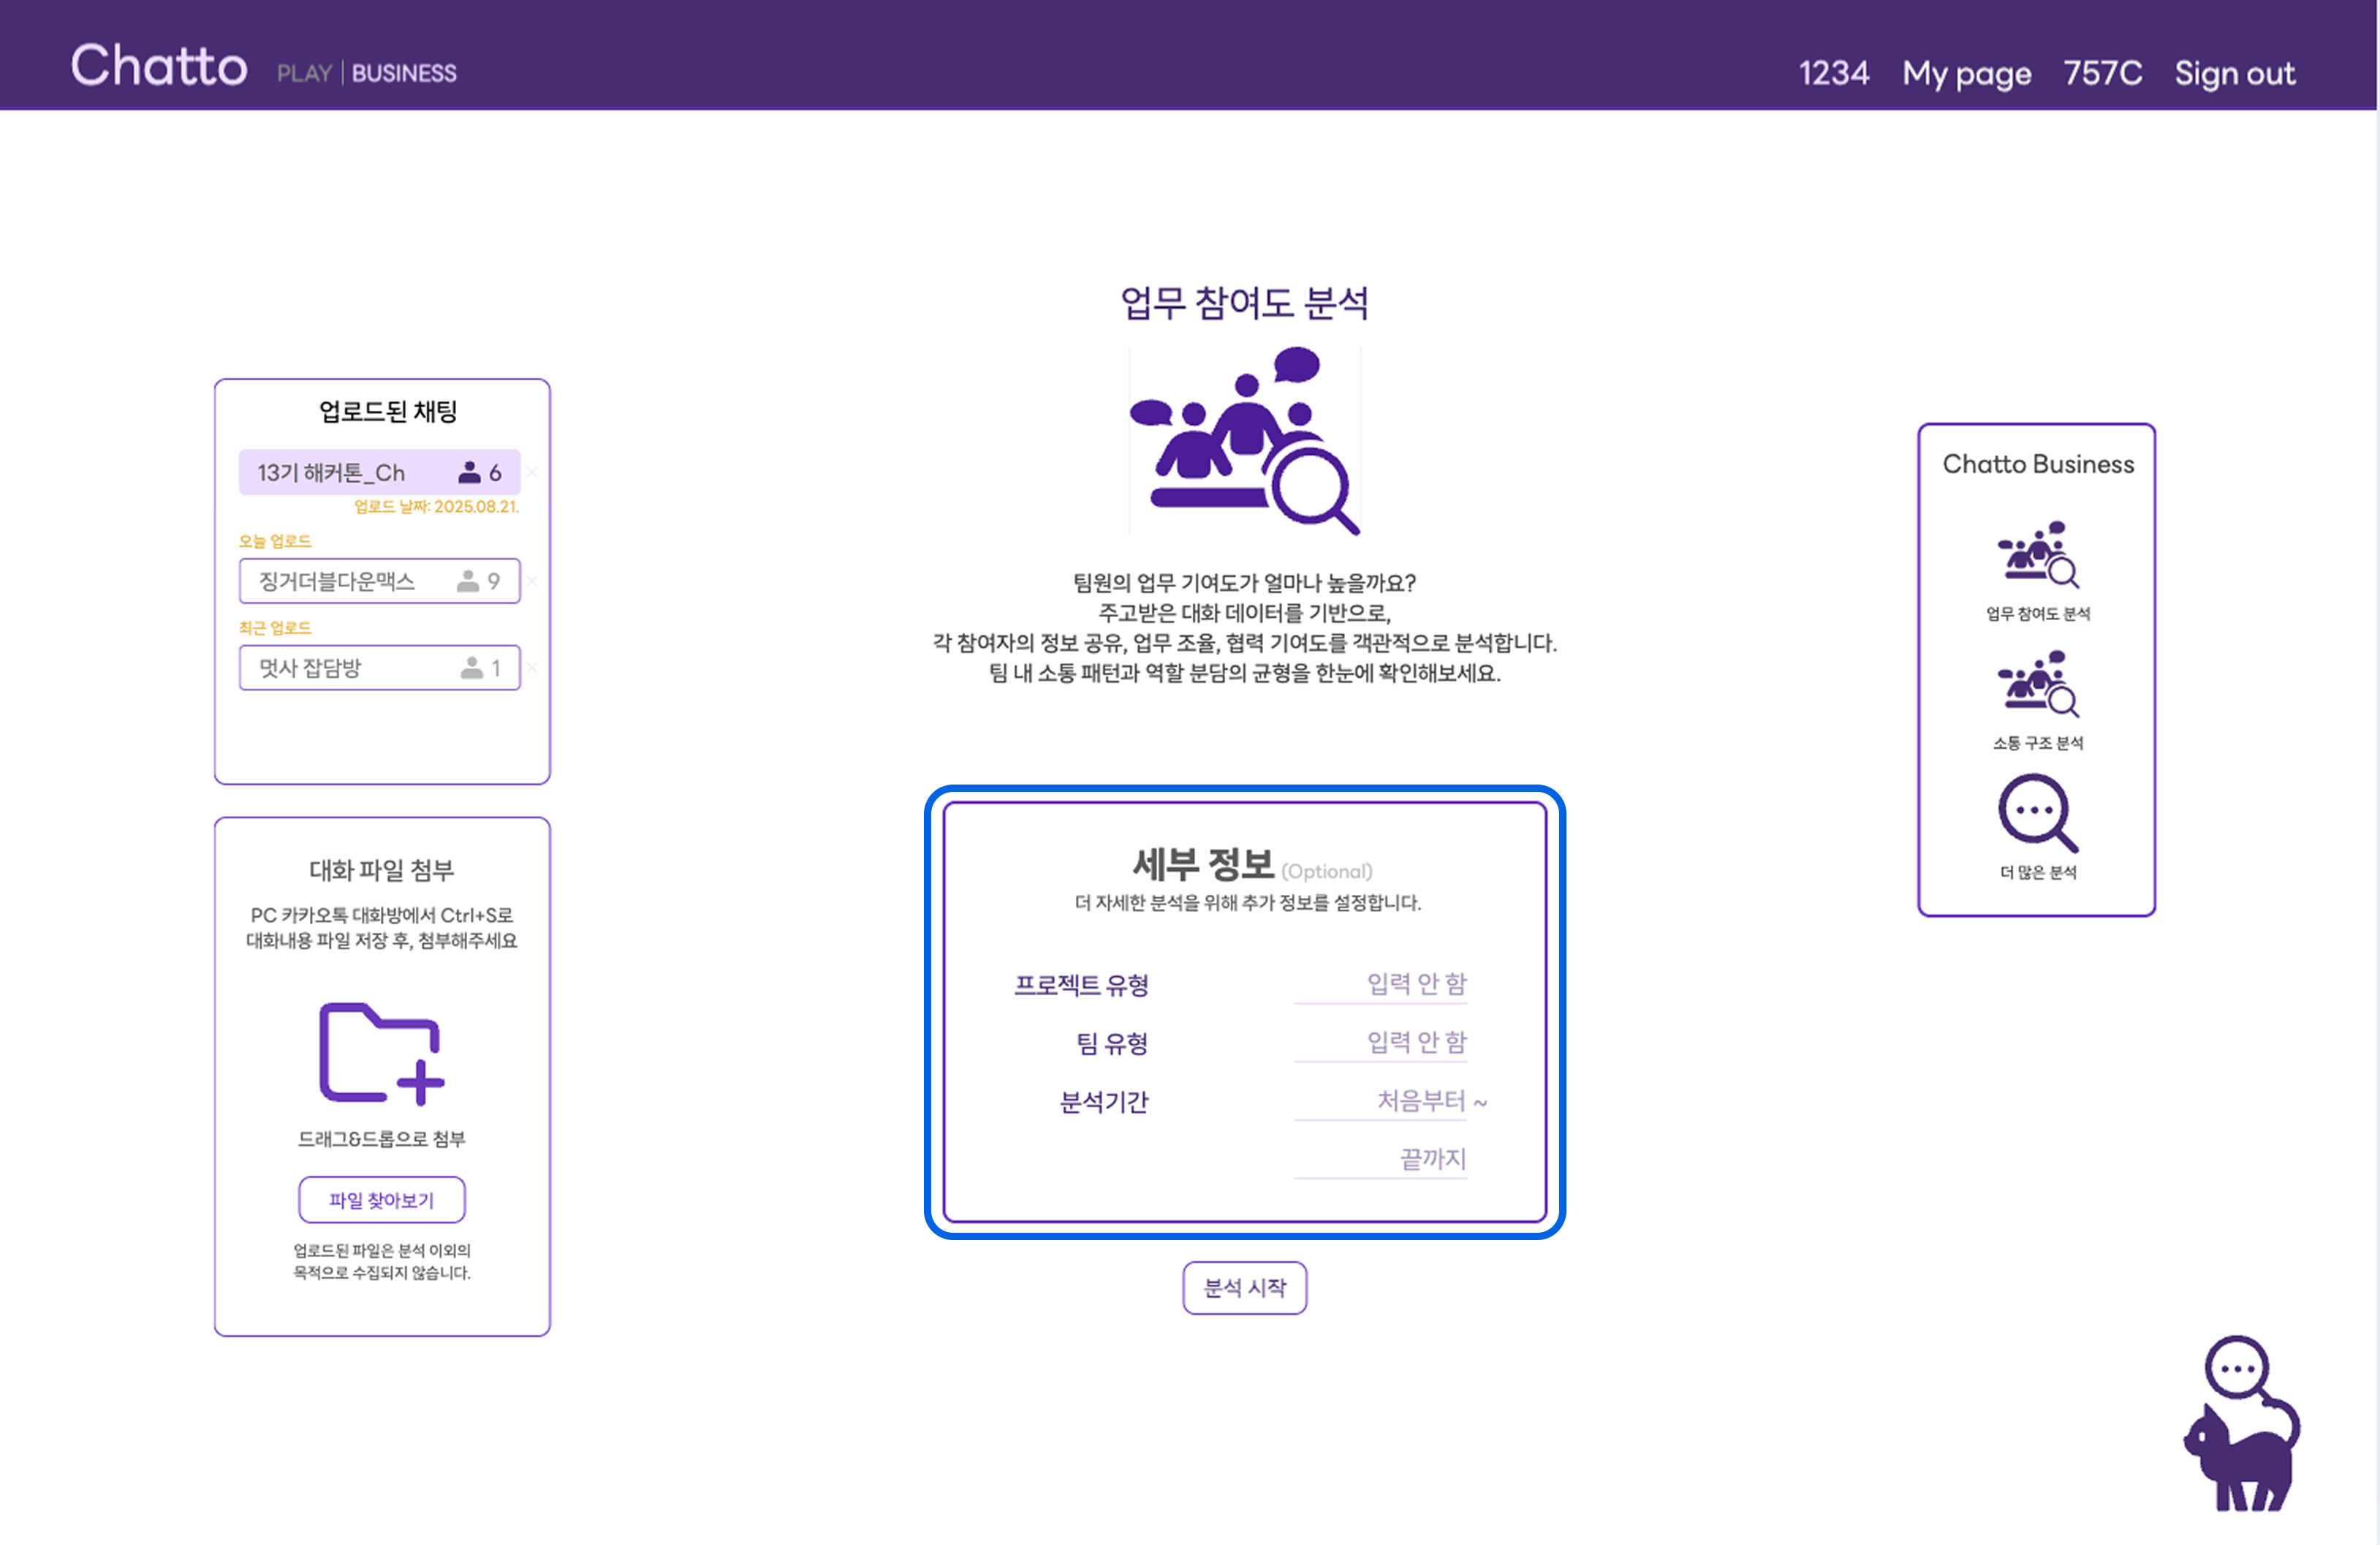 Chatto PLAY | BUSINESS
1234 My page 757C Sign out
업로드된 채팅
13기 해커톤_Ch 6
업로드 날짜: 2025.08.21.
오늘 업로드
징거더블다운맥스 9
최근 업로드
멋사 잡담방 1
대화 파일 첨부
PC 카카오톡 대화방에서 Ctrl+S로
대화내용 파일 저장 후, 첨부해주세요
드래그&드롭으로 첨부
파일 찾아보기
업로드된 파일은 분석 이외의
목적으로 수집되지 않습니다.
업무 참여도 분석
팀원의 업무 기여도가 얼마나 높을까요?
주고받은 대화 데이터를 기반으로,
각 참여자의 정보 공유, 업무 조율, 협력 기여도를 객관적으로 분석합니다.
팀 내 소통 패턴과 역할 분담의 균형을 한눈에 확인해보세요.
세부 정보 (Optional)
더 자세한 분석을 위해 추가 정보를 설정합니다.
프로젝트 유형 입력 안 함
팀 유형 입력 안 함
분석기간 처음부터 ~
끝까지
분석 시작
Chatto Business
업무 참여도 분석
소통 구조 분석
더 많은 분석